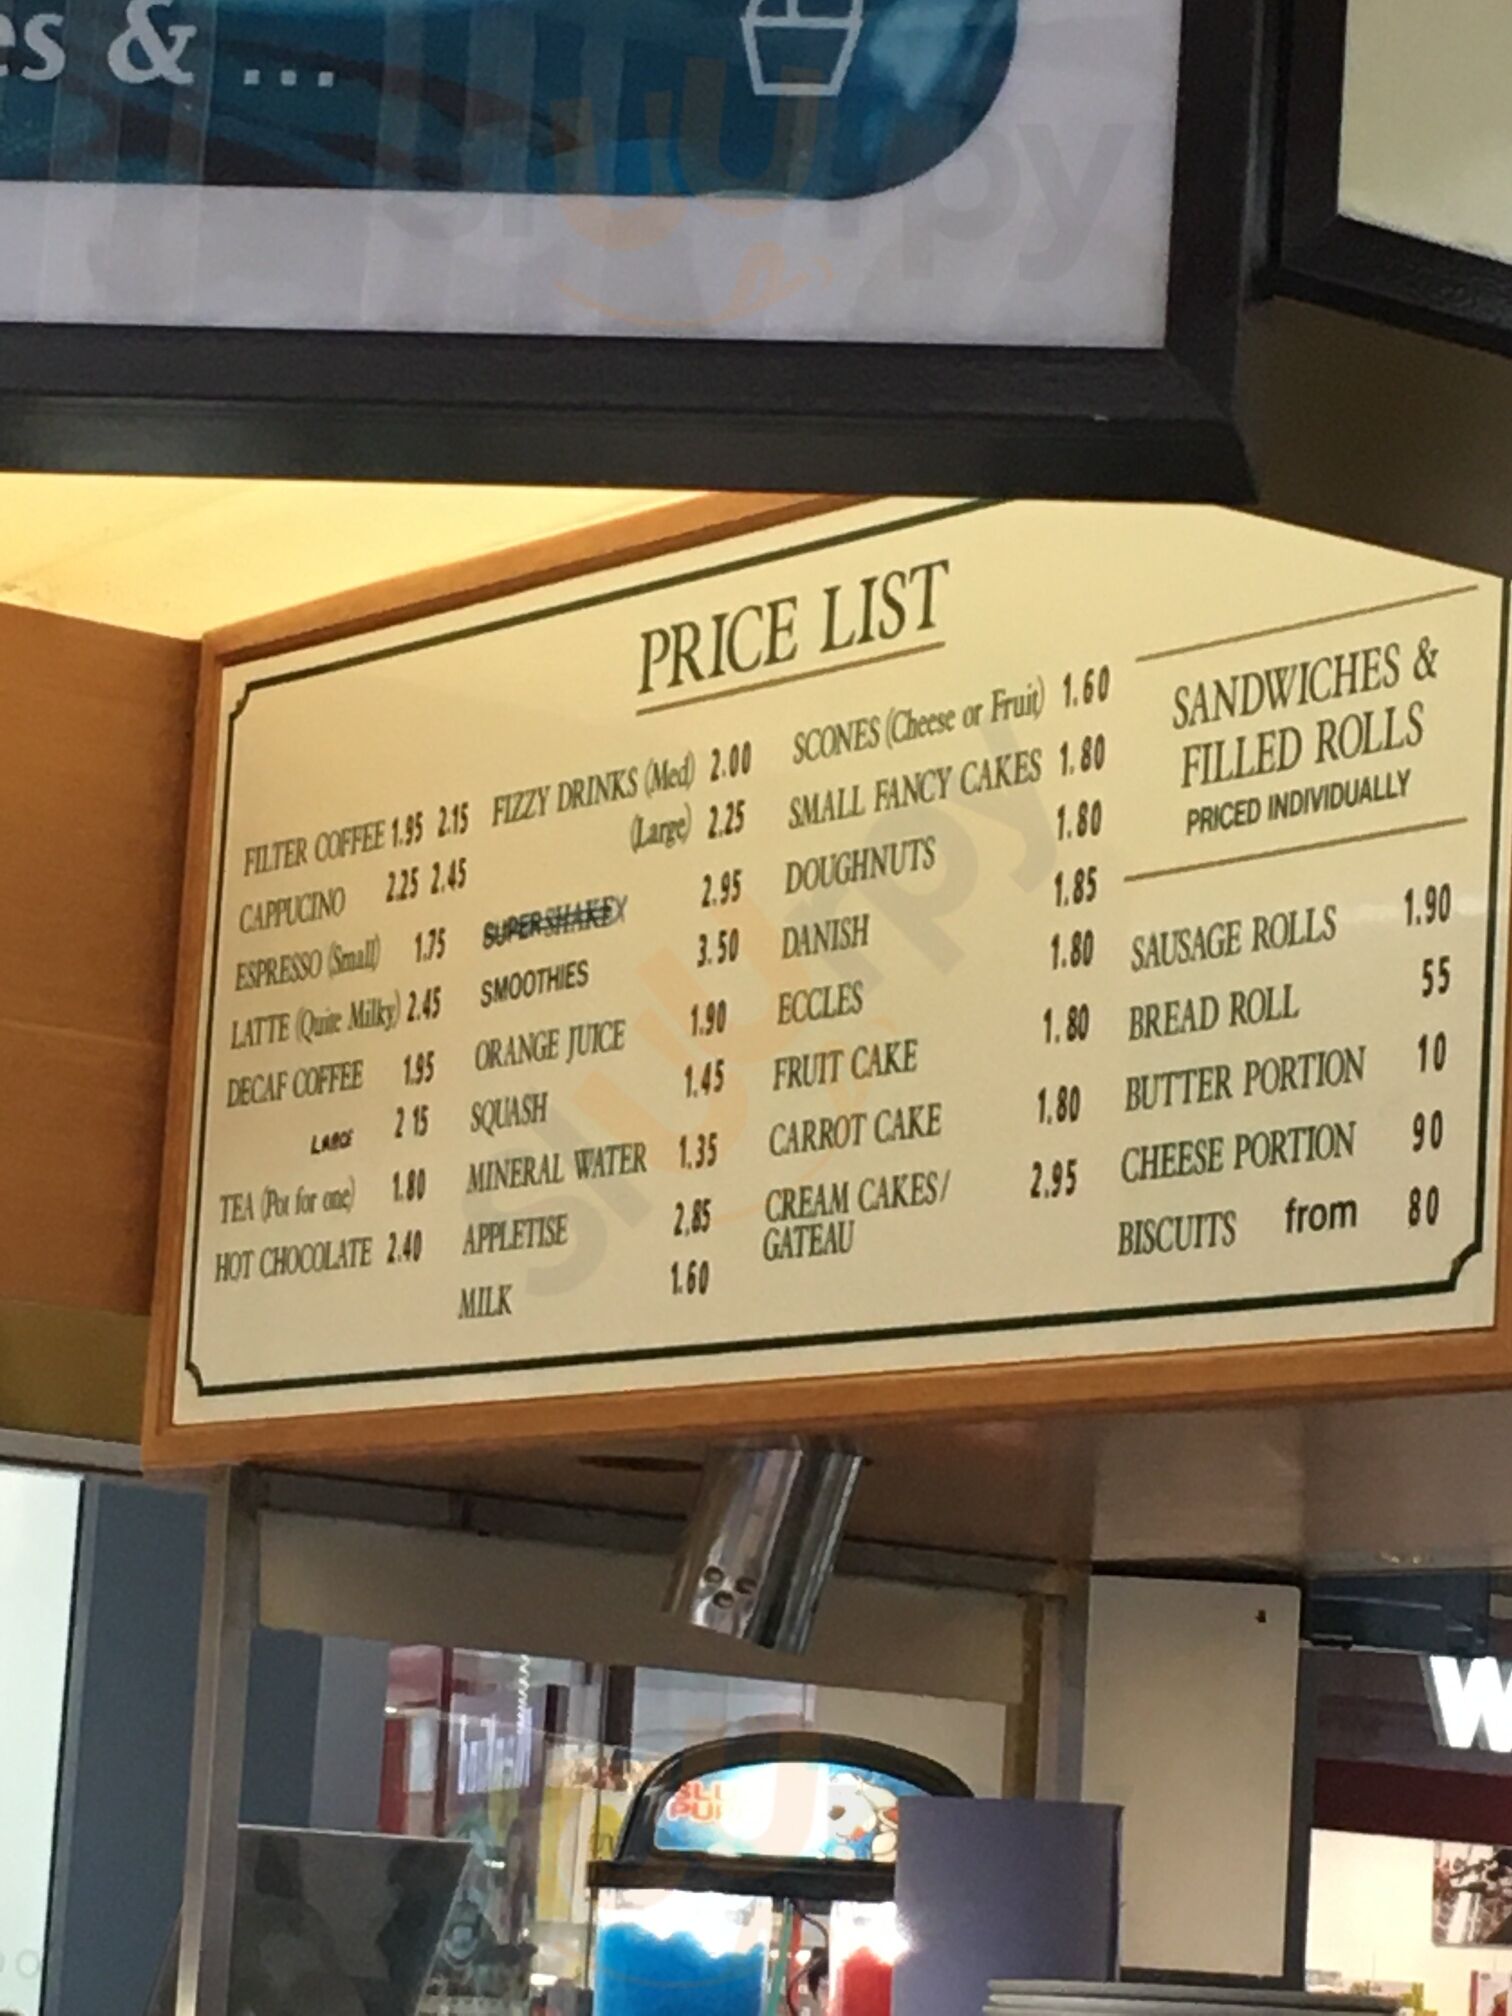 es & ...
PRICE LIST
FILTER COFFEE 1.95 2.15
CAPPUCINO 2.25 2.45
ESPRESSO (Small) 1.75
LATTE (Quite Milky) 2.45
DECAF COFFEE 1.95
LARGE 2 15
TEA (Pot for one) 1.80
HOT CHOCOLATE 2.40
FIZZY DRINKS (Med) 2.00
(Large) 2.25
SUPERSHAKEX 2.95
SMOOTHIES 3.50
ORANGE JUICE 1.90
SQUASH 1.45
MINERAL WATER 1.35
APPLETISE 2,85
MILK 1.60
SCONES (Cheese or Fruit) 1.60
SMALL FANCY CAKES 1.80
DOUGHNUTS 1.80
DANISH 1.85
ECCLES 1.80
FRUIT CAKE 1.80
CARROT CAKE 1.80
CREAM CAKES/ 2.95
GATEAU
SANDWICHES &
FILLED ROLLS
PRICED INDIVIDUALLY
SAUSAGE ROLLS 1.90
BREAD ROLL 55
BUTTER PORTION 10
CHEESE PORTION 90
BISCUITS from 80
sluurpy
sluurpy
W